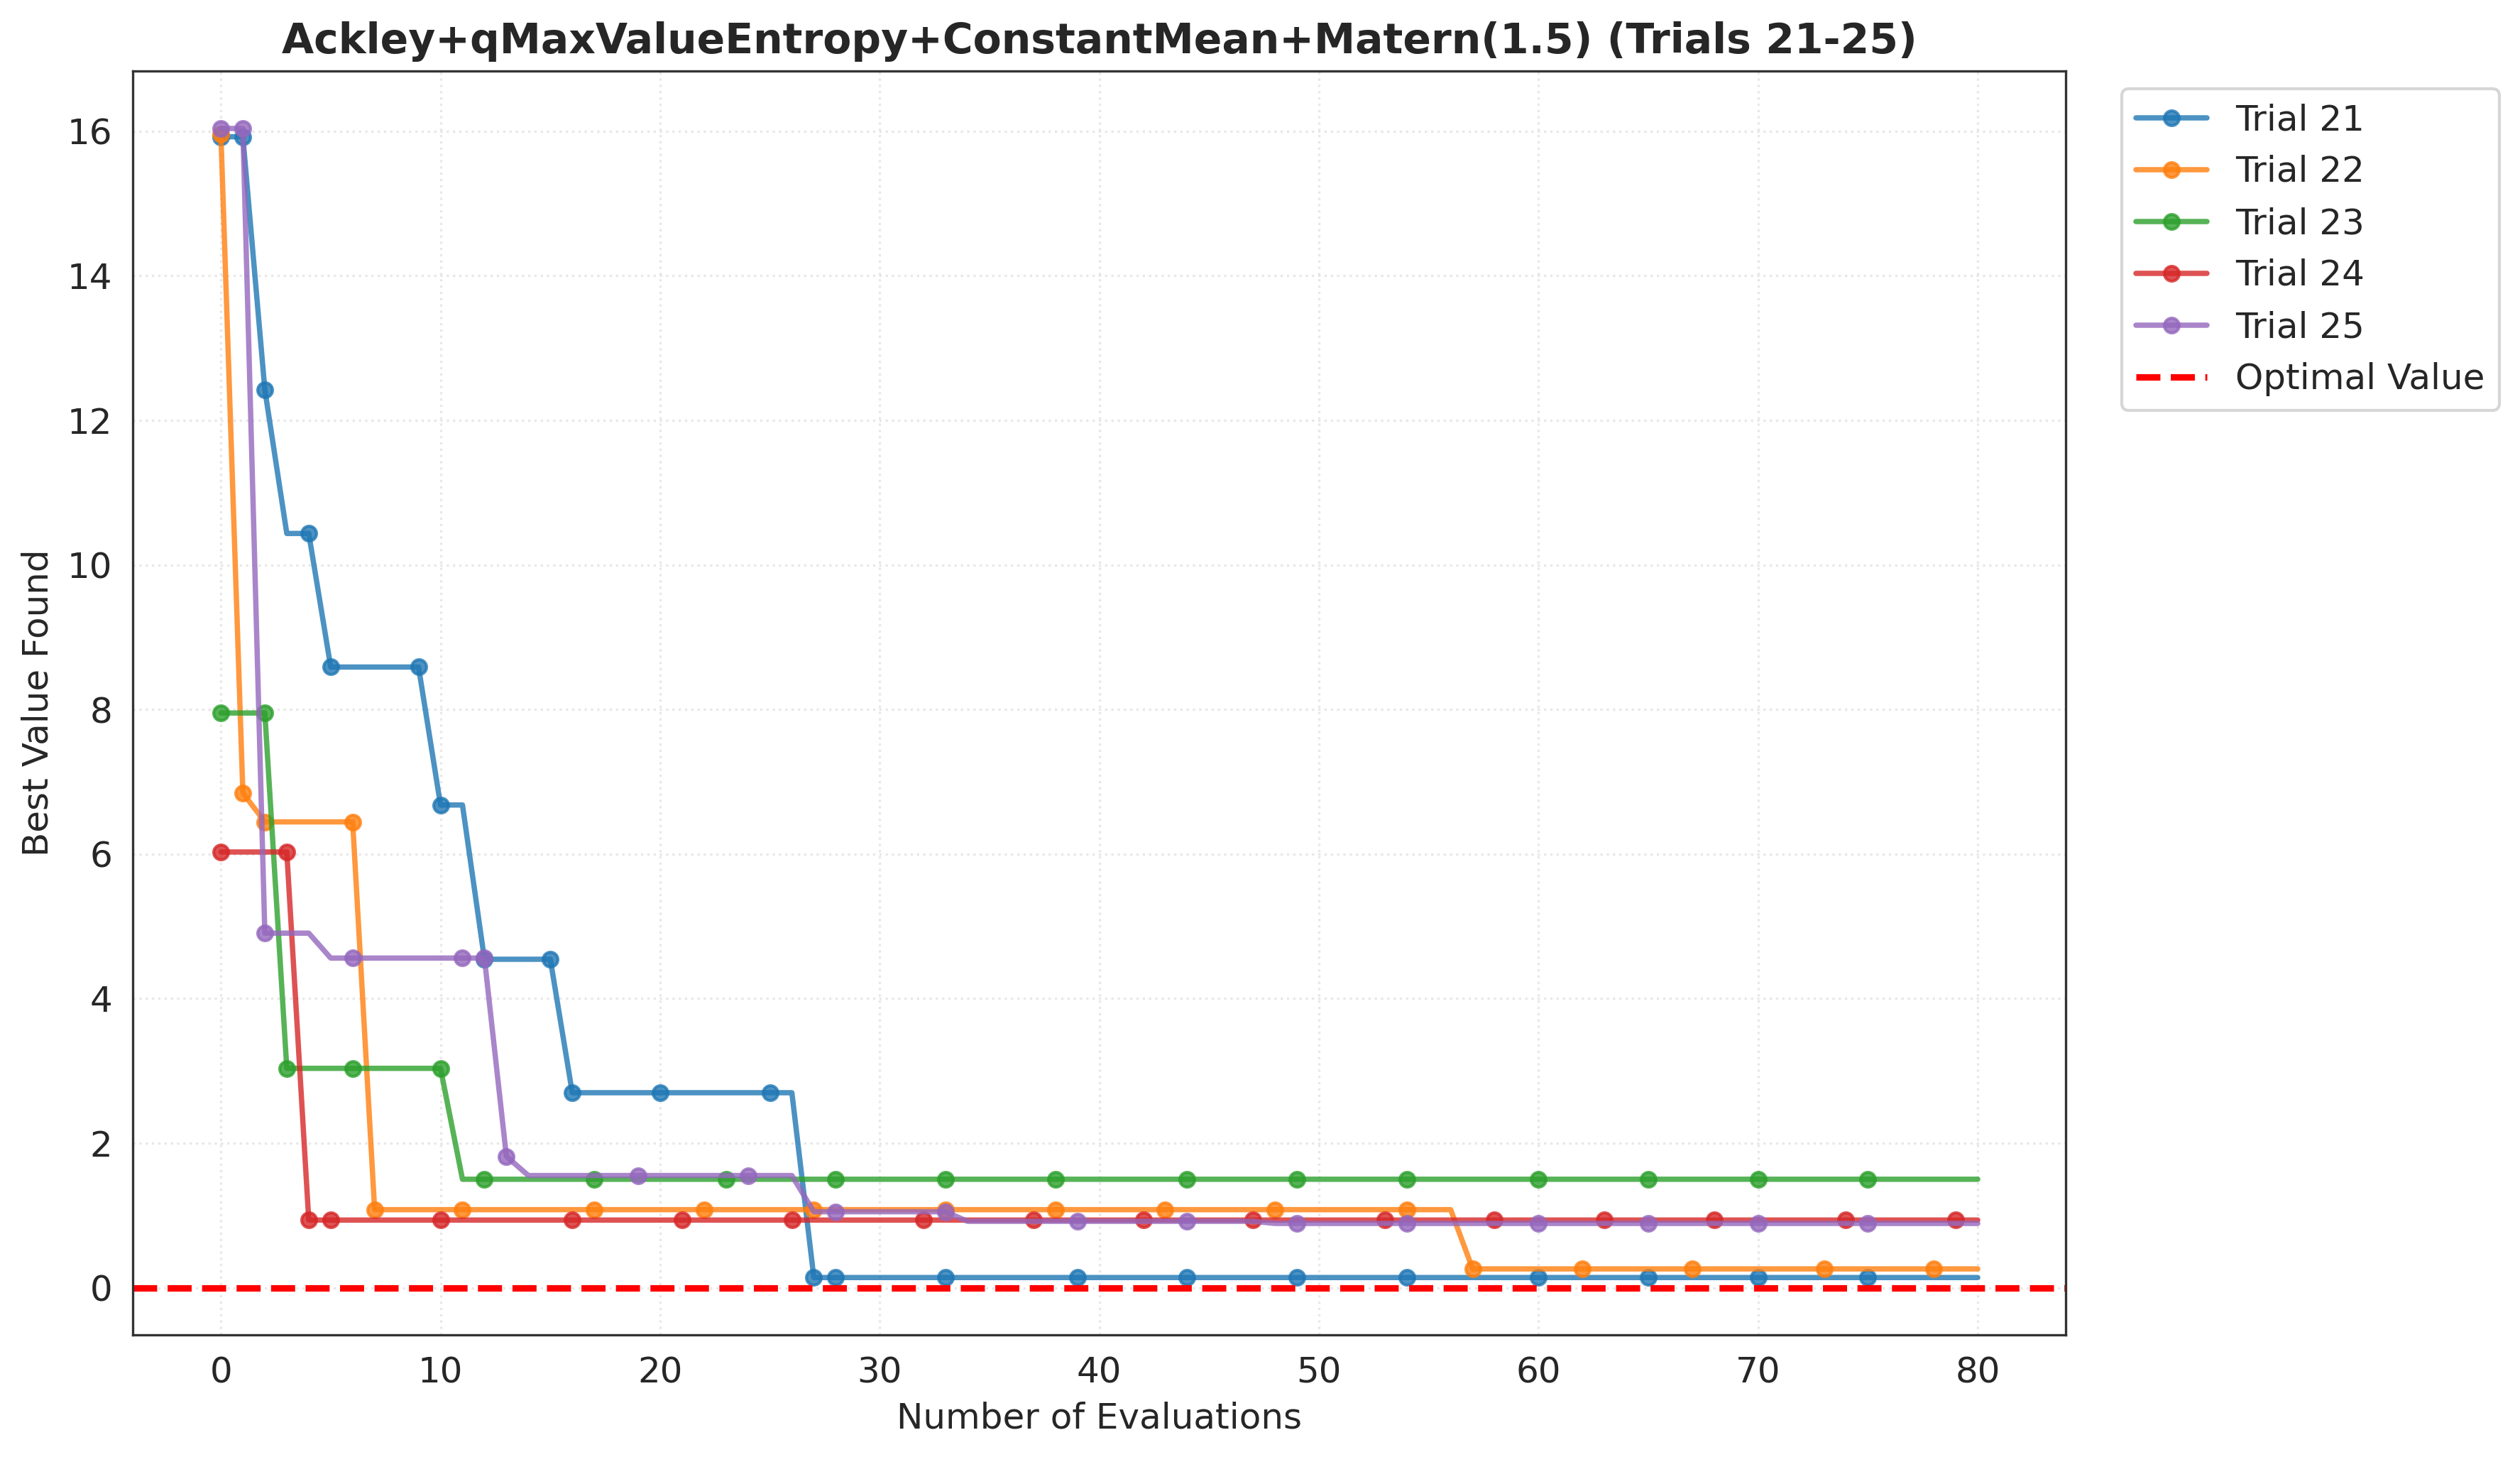 Ackley+qMaxValueEntropy+ConstantMean+Matern(1.5) (Trials 21-25)
Best Value Found
16
14
12
10
8
6
4
2
0
0 10 20 30 40 50 60 70 80
Number of Evaluations
Trial 21
Trial 22
Trial 23
Trial 24
Trial 25
Optimal Value